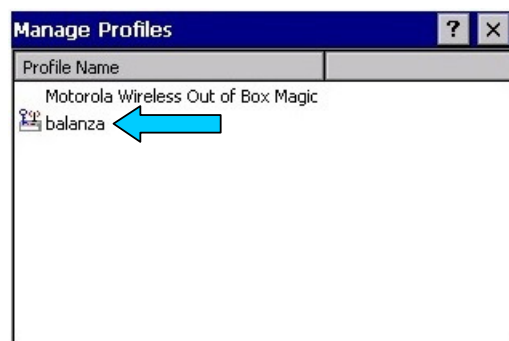 Manage Profiles ? ×
Profile Name
Motorola Wireless Out of Box Magic
balanza